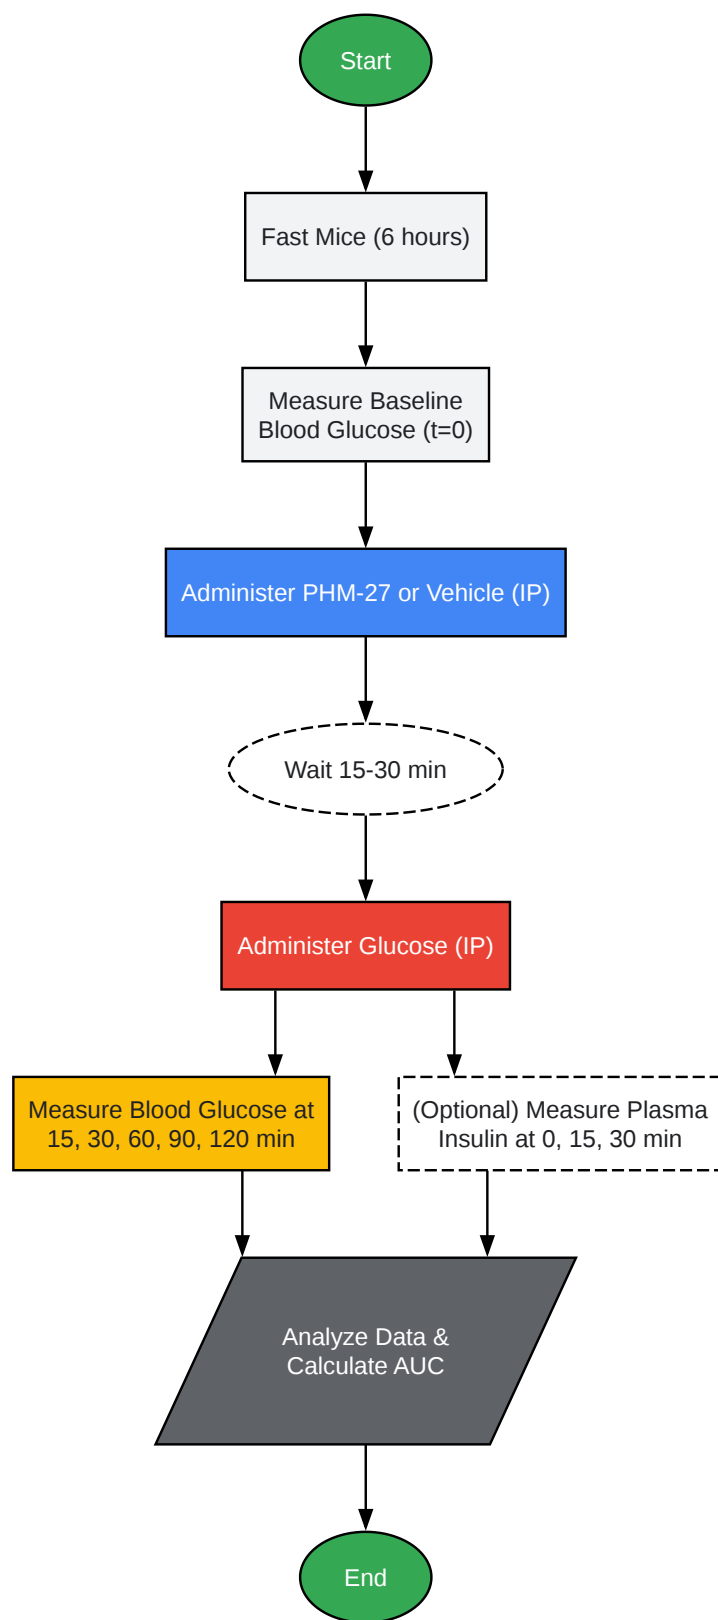 Start
Fast Mice (6 hours)
Measure Baseline
Blood Glucose (t=0)
Administer PHM-27 or Vehicle (IP)
Wait 15-30 min
Administer Glucose (IP)
Measure Blood Glucose at
15, 30, 60, 90, 120 min
(Optional) Measure Plasma
Insulin at 0, 15, 30 min
Analyze Data &
Calculate AUC
End